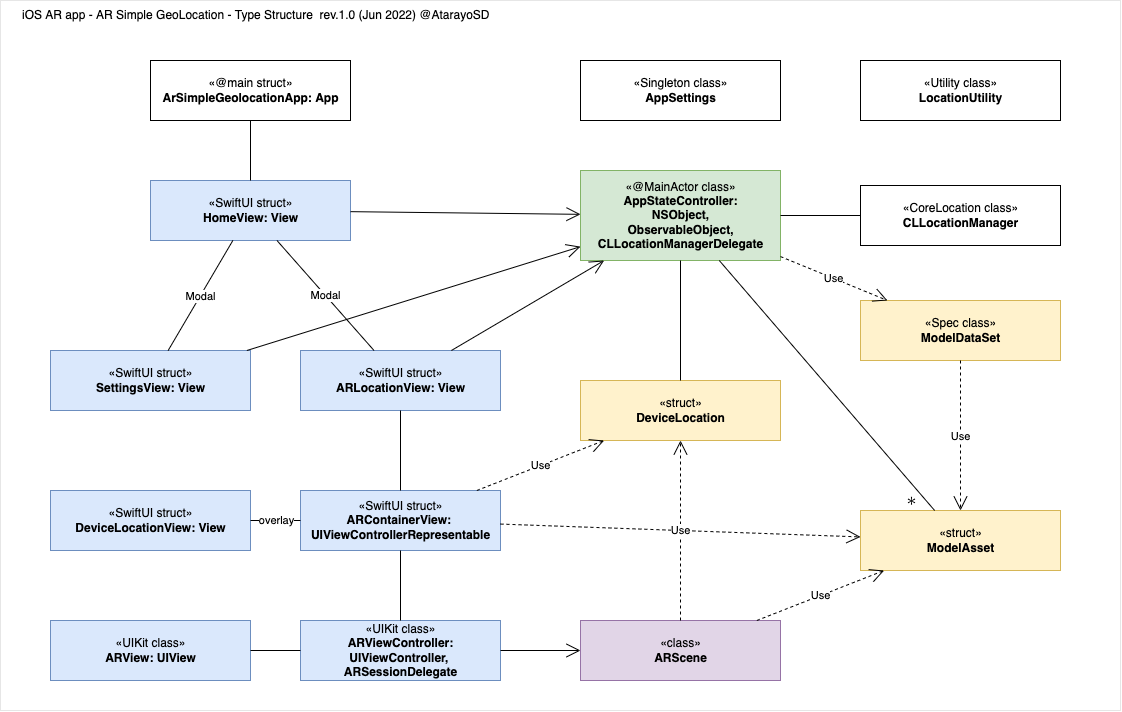 iOS AR app - AR Simple GeoLocation - Type Structure  rev.1.0 (Jun 2022) @AtarayoSD
«@main struct»
ArSimpleGeolocationApp: App
«Singleton class»
AppSettings
«Utility class»
LocationUtility
«SwiftUI struct»
HomeView: View
«@MainActor class»
AppStateController:
NSObject,
ObservableObject,
CLLocationManagerDelegate
«CoreLocation class»
CLLocationManager
Modal
Modal
Use
«Spec class»
ModelDataSet
«SwiftUI struct»
SettingsView: View
«SwiftUI struct»
ARLocationView: View
«struct»
DeviceLocation
Use
Use
«SwiftUI struct»
DeviceLocationView: View
overlay
«SwiftUI struct»
ARContainerView:
UIViewControllerRepresentable
Use
*
«struct»
ModelAsset
Use
«UIKit class»
ARView: UIView
«UIKit class»
ARViewController:
UIViewController,
ARSessionDelegate
«class»
ARScene